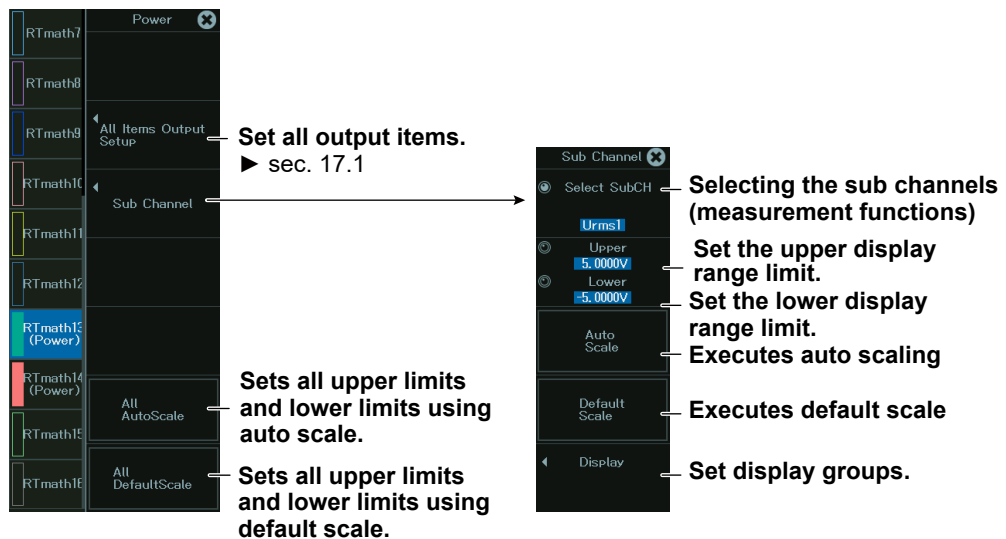 Power
RTmath7
RTmath8
RTmath9
All Items Output
Setup
Set all output items.
► sec. 17.1
RTmath10
Sub Channel
RTmath11
RTmath12
RTmath13
(Power)
RTmath14
(Power)
All
AutoScale
Sets all upper limits
and lower limits using
auto scale.
RTmath15
RTmath16
All
DefaultScale
Sets all upper limits
and lower limits using
default scale.
Sub Channel
Select SubCH
Urms1
Selecting the sub channels
(measurement functions)
Upper
5.0000V
Set the upper display
range limit.
Lower
-5.0000V
Set the lower display
range limit.
Auto
Scale
Executes auto scaling
Default
Scale
Executes default scale
Display
Set display groups.